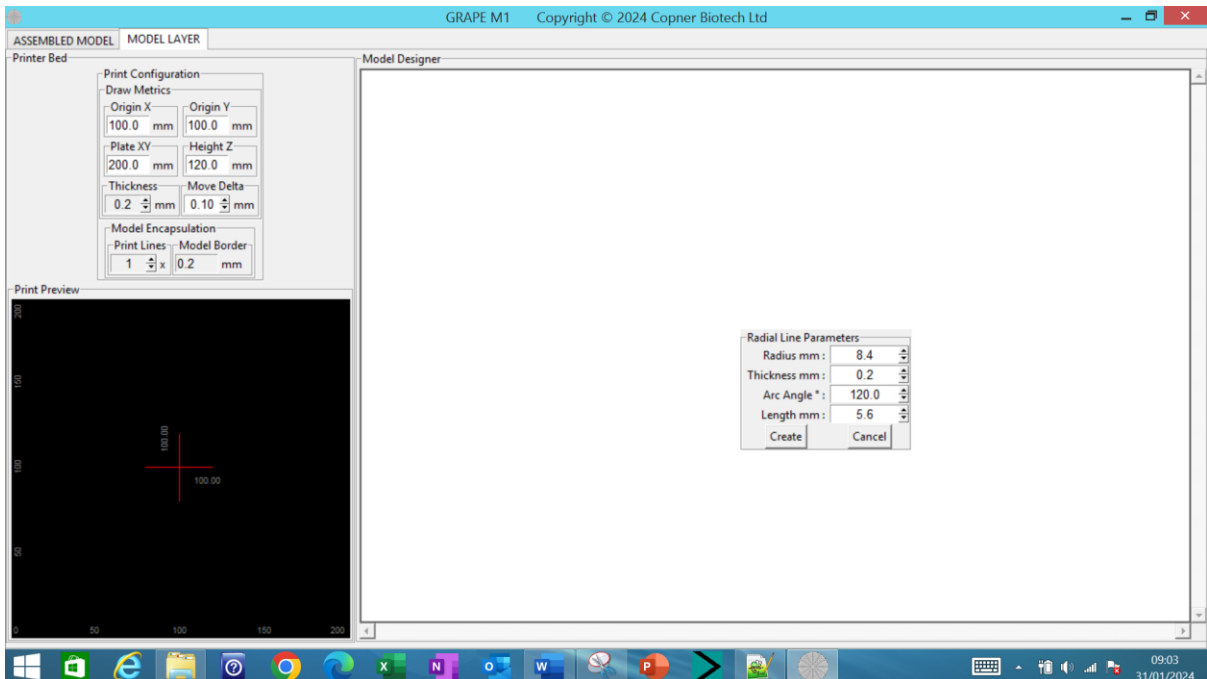 GRAPE M1 Copyright © 2024 Copner Biotech Ltd
ASSEMBLED MODEL MODEL LAYER
Printer Bed
Print Configuration
Draw Metrics
Origin X Origin Y
100.0 mm 100.0 mm
Plate XY Height Z
200.0 mm 120.0 mm
Thickness Move Delta
0.2 mm 0.10 mm
Model Encapsulation
Print Lines Model Border
1 x 0.2 mm
Print Preview
200
150
100
50
100.00
100.00
0 50 100 150 200
Model Designer
Radial Line Parameters
Radius mm : 8.4
Thickness mm : 0.2
Arc Angle ° : 120.0
Length mm : 5.6
Create Cancel
09:03
31/01/2024